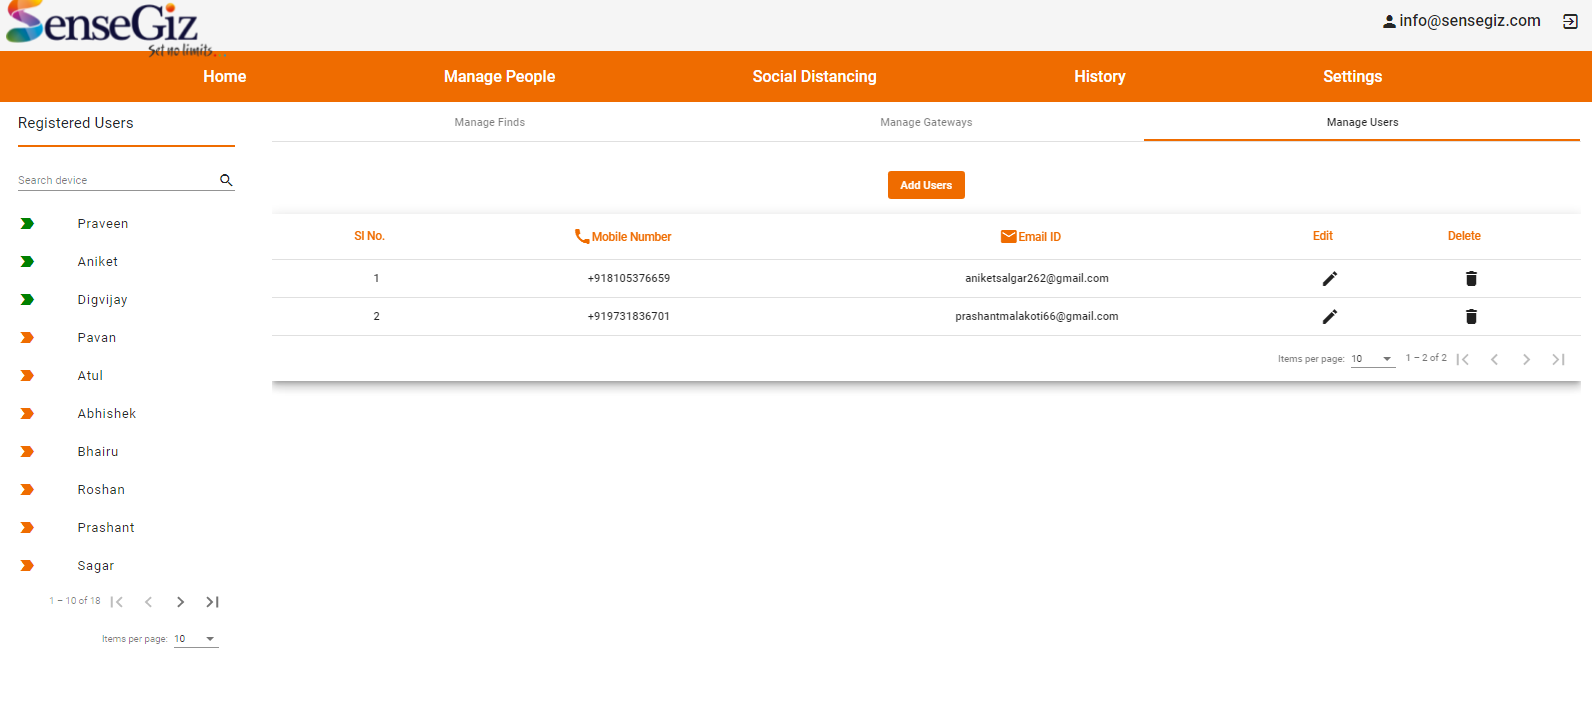 SenseGiz
Set no limits.
info@sensegiz.com
Home Manage People Social Distancing History Settings
Registered Users
Search device
Praveen
Aniket
Digvijay
Pavan
Atul
Abhishek
Bhairu
Roshan
Prashant
Sagar
1 – 10 of 18
Items per page: 10
Manage Finds Manage Gateways Manage Users
Add Users
Sl No. Mobile Number Email ID Edit Delete
1 +918105376659 aniketsalgar262@gmail.com
2 +919731836701 prashantmalakoti66@gmail.com
Items per page: 10 1 – 2 of 2